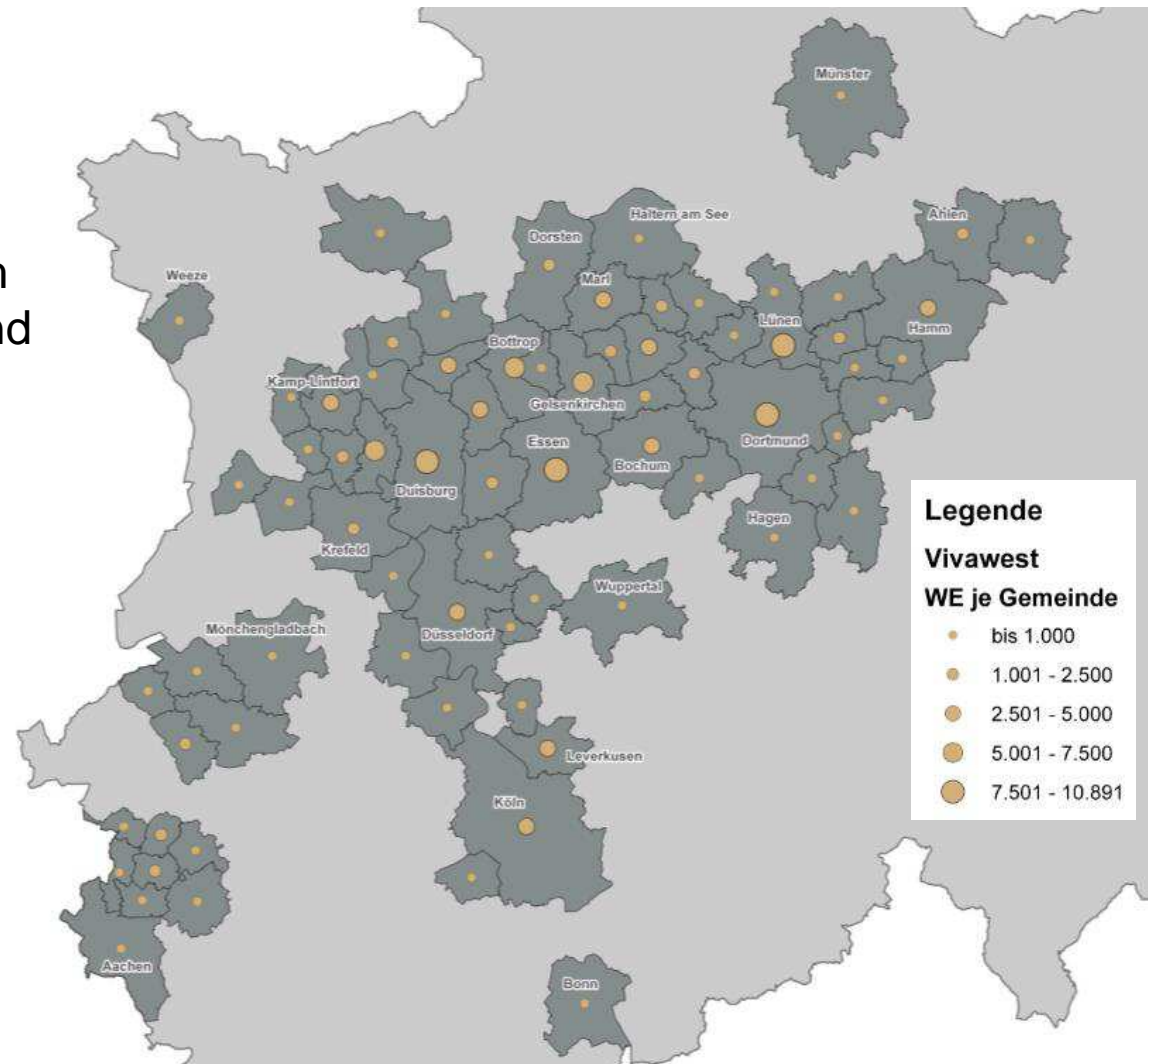 n
nd
Münster
Haltern am See
Ahlen
Dorsten
Weeze
Marl
Lünen
Hamm
Bottrop
Kamp-Lintfort
Gelsenkirchen
Essen
Dortmund
Bochum
Duisburg
Hagen
Krefeld
Wuppertal
Mönchengladbach
Düsseldorf
Leverkusen
Köln
Aachen
Bonn
Legende
Vivawest
WE je Gemeinde
bis 1.000
1.001 - 2.500
2.501 - 5.000
5.001 - 7.500
7.501 - 10.891